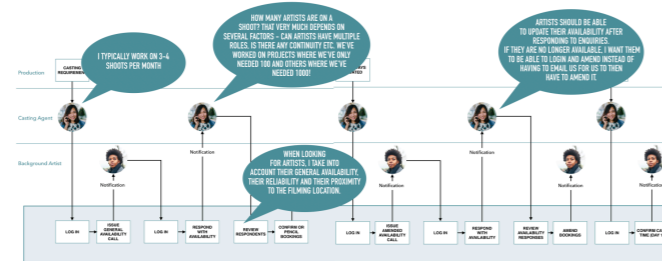 I TYPICALLY WORK ON 3-4
SHOOTS PER MONTH
HOW MANY ARTISTS ARE ON A
SHOOT? THAT VERY MUCH DEPENDS ON
SEVERAL FACTORS – CAN ARTISTS HAVE MULTIPLE
ROLES, IS THERE ANY CONTINUITY ETC. WE'VE
WORKED ON PROJECTS WHERE WE'VE ONLY
NEEDED 100 AND OTHERS WHERE WE'VE
NEEDED 1000!
ARTISTS SHOULD BE ABLE
TO UPDATE THEIR AVAILABILITY AFTER
RESPONDING TO ENQUIRIES.
IF THEY ARE NO LONGER AVAILABLE, I WANT THEM
TO BE ABLE TO LOGIN AND AMEND INSTEAD OF
HAVING TO EMAIL US FOR US TO THEN
HAVE TO AMEND IT.
Production
CASTING
Casting Agent
Background Artist
WHEN LOOKING
FOR ARTISTS, I TAKE INTO
ACCOUNT THEIR GENERAL AVAILABILITY,
THEIR RELIABILITY AND THEIR PROXIMITY
TO THE FILMING LOCATION.
Notification
Notification
Notification
Notification
Notification
LOG IN
ISSUE
GENERAL
AVAILABILITY
CALL
LOG IN
RESPOND
WITH
AVAILABILITY
REVIEW
RESPONDENTS
CONFIRM OR
PENCIL
BOOKINGS
LOG IN
ISSUE
AMENDED
AVAILABILITY
CALL
LOG IN
RESPOND
WITH
AVAILABILITY
REVIEW
AVAILABILITY
RESPONSES
AMEND
BOOKINGS
LOG IN